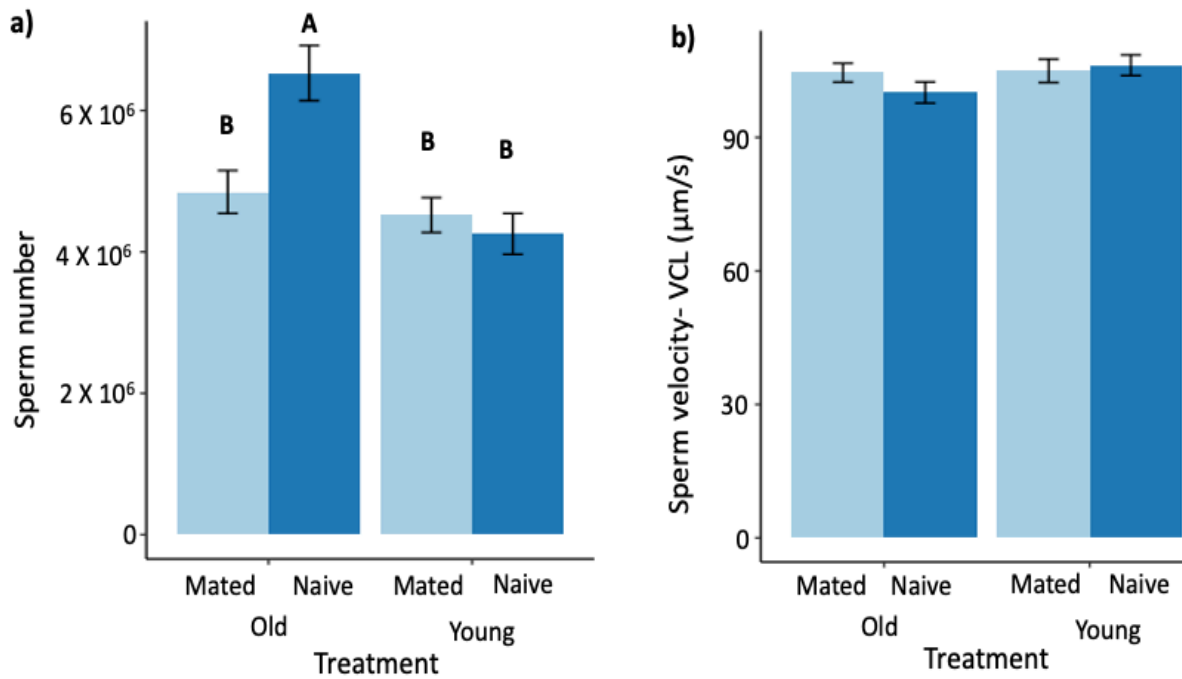 a)
Sperm number
6 X 10⁶
4 X 10⁶
2 X 10⁶
0
B
A
B
B
Mated Naive Mated Naive
Old Young
Treatment
b)
Sperm velocity- VCL (µm/s)
90
60
30
0
Mated Naive Mated Naive
Old Young
Treatment